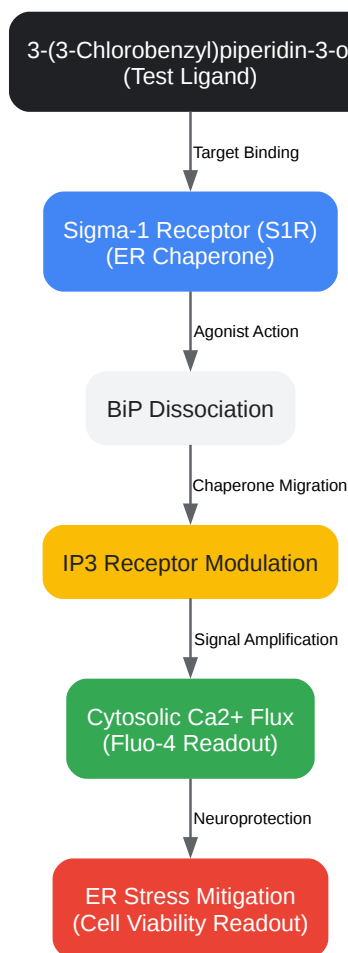 3-(3-Chlorobenzyl)piperidin-3-o
(Test Ligand)
Target Binding
Sigma-1 Receptor (S1R)
(ER Chaperone)
Agonist Action
BiP Dissociation
Chaperone Migration
IP3 Receptor Modulation
Signal Amplification
Cytosolic Ca2+ Flux
(Fluo-4 Readout)
Neuroprotection
ER Stress Mitigation
(Cell Viability Readout)